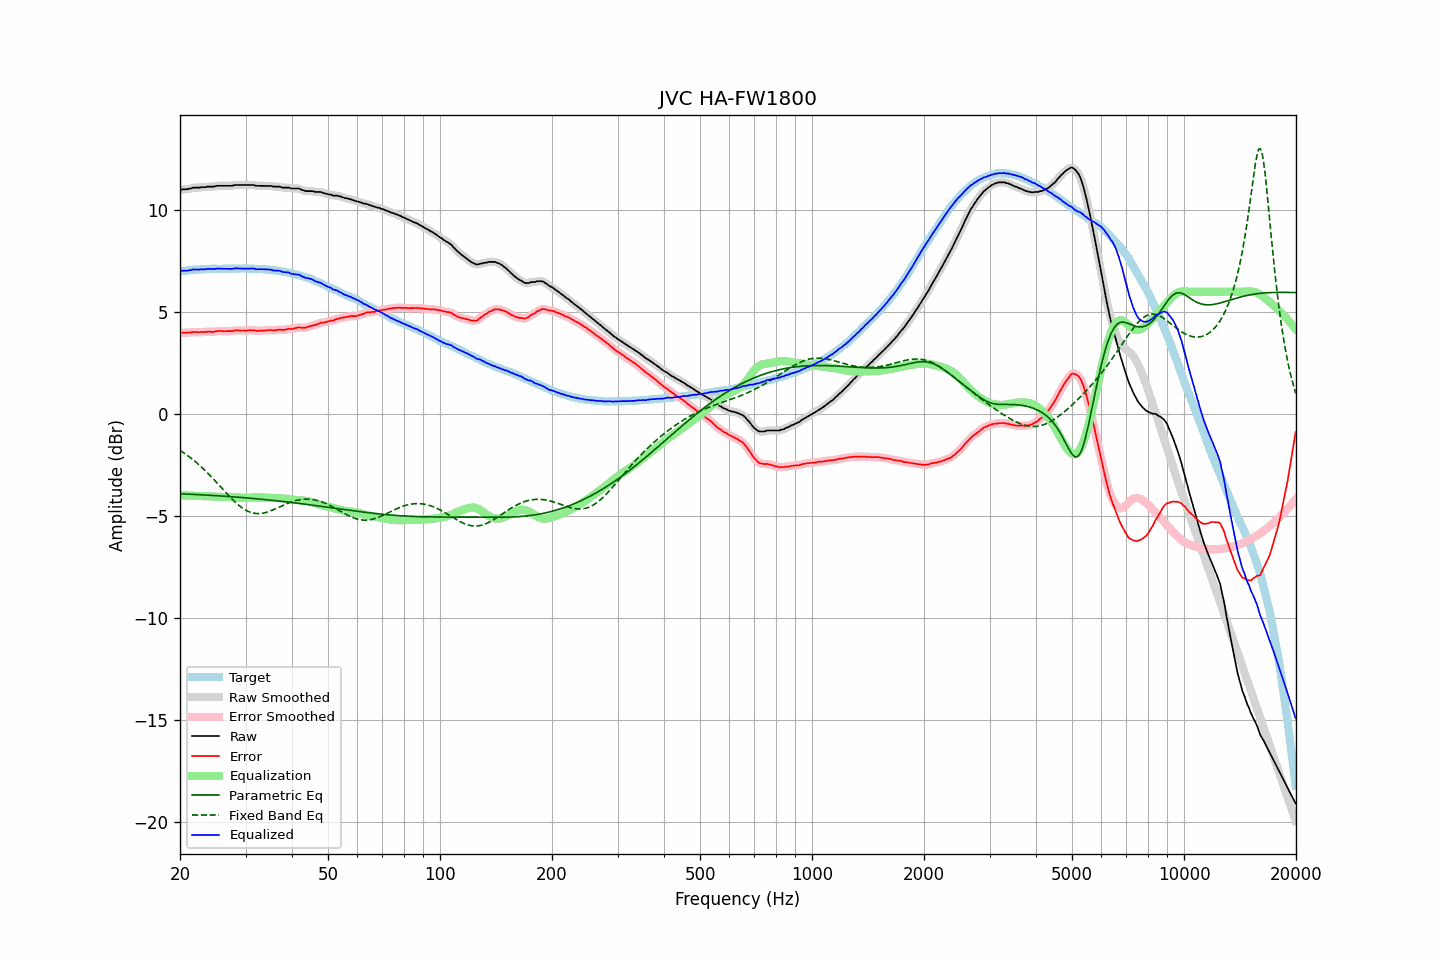 JVC HA-FW1800
Amplitude (dBr)
10
5
0
−5
−10
−15
−20
Target
Raw Smoothed
Error Smoothed
Raw
Error
Equalization
Parametric Eq
Fixed Band Eq
Equalized
20 50 100 200 500 1000 2000 5000 10000 20000
Frequency (Hz)